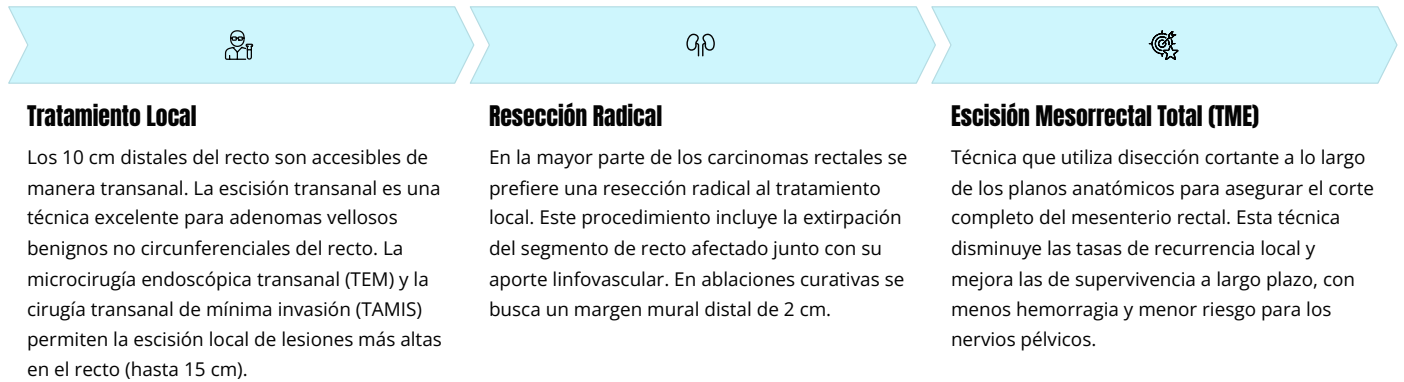 Tratamiento Local
Los 10 cm distales del recto son accesibles de
manera transanal. La escisión transanal es una
técnica excelente para adenomas vellosos
benignos no circunferenciales del recto. La
microcirugía endoscópica transanal (TEM) y la
cirugía transanal de mínima invasión (TAMIS)
permiten la escisión local de lesiones más altas
en el recto (hasta 15 cm).
Resección Radical
En la mayor parte de los carcinomas rectales se
prefiere una resección radical al tratamiento
local. Este procedimiento incluye la extirpación
del segmento de recto afectado junto con su
aporte linfovascular. En ablaciones curativas se
busca un margen mural distal de 2 cm.
Escisión Mesorrectal Total (TME)
Técnica que utiliza disección cortante a lo largo
de los planos anatómicos para asegurar el corte
completo del mesenterio rectal. Esta técnica
disminuye las tasas de recurrencia local y
mejora las de supervivencia a largo plazo, con
menos hemorragia y menor riesgo para los
nervios pélvicos.